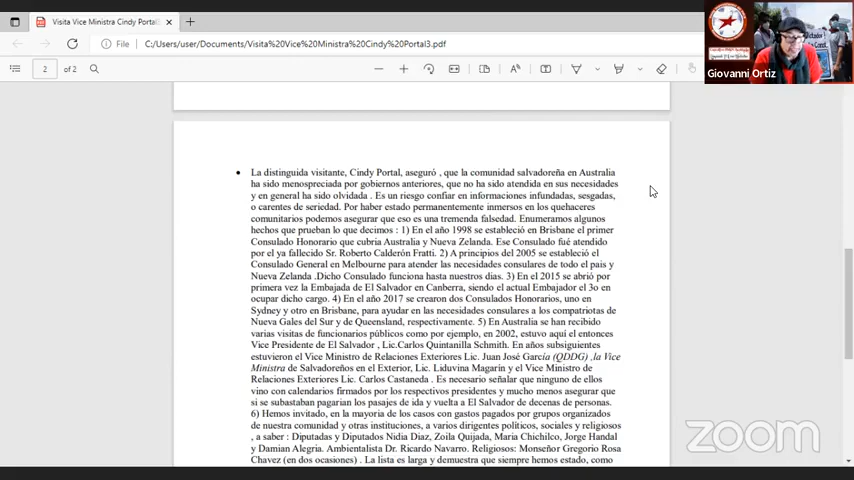 Visita Vice Ministra Cindy Portal3.
File
C:/Users/user/Documents/Visita%20Vice%20Ministra%20Cindy%20Portal3.pdf
2 of 2
Giovanni Ortiz
• La distinguida visitante, Cindy Portal, aseguró , que la comunidad salvadoreña en Australia
ha sido menospreciada por gobiernos anteriores, que no ha sido atendida en sus necesidades
y en general ha sido olvidada . Es un riesgo confiar en informaciones infundadas, sesgadas,
o carentes de seriedad. Por haber estado permanentemente inmersos en los quehaceres
comunitarios podemos asegurar que eso es una tremenda falsedad. Enumeramos algunos
hechos que prueban lo que decimos : 1) En el año 1998 se estableció en Brisbane el primer
Consulado Honorario que cubria Australia y Nueva Zelanda. Ese Consulado fué atendido
por el ya fallecido Sr. Roberto Calderón Fratti. 2) A principios del 2005 se estableció el
Consulado General en Melbourne para atender las necesidades consulares de todo el pais y
Nueva Zelanda .Dicho Consulado funciona hasta nuestros dias. 3) En el 2015 se abrió por
primera vez la Embajada de El Salvador en Canberra, siendo el actual Embajador el 3o en
ocupar dicho cargo. 4) En el año 2017 se crearon dos Consulados Honorarios, uno en
Sydney y otro en Brisbane, para ayudar en las necesidades consulares a los compatriotas de
Nueva Gales del Sur y de Queensland, respectivamente. 5) En Australia se han recibido
varias visitas de funcionarios públicos como por ejemplo, en 2002, estuvo aquí el entonces
Vice Presidente de El Salvador , Lic.Carlos Quintanilla Schmith. En años subsiguientes
estuvieron el Vice Ministro de Relaciones Exteriores Lic. Juan José García (QDDG) ,la Vice
Ministra de Salvadoreños en el Exterior, Lic. Liduvina Magarín y el Vice Ministro de
Relaciones Exteriores Lic. Carlos Castaneda . Es necesario señalar que ninguno de ellos
vino con calendarios firmados por los respectivos presidentes y mucho menos asegurar que
si se subastaban pagarian los pasajes de ida y vuelta a El Salvador de decenas de personas.
6) Hemos invitado, en la mayoria de los casos con gastos pagados por grupos organizados
de nuestra comunidad y otras instituciones, a varios dirigentes políticos, sociales y religiosos
, a saber : Diputadas y Diputados Nidia Diaz, Zoila Quijada, Maria Chichilco, Jorge Handal
y Damian Alegria. Ambientalista Dr. Ricardo Navarro. Religiosos: Monseñor Gregorio Rosa
Chavez (en dos ocasiones) . La lista es larga y demuestra que siempre hemos estado, como
zoom